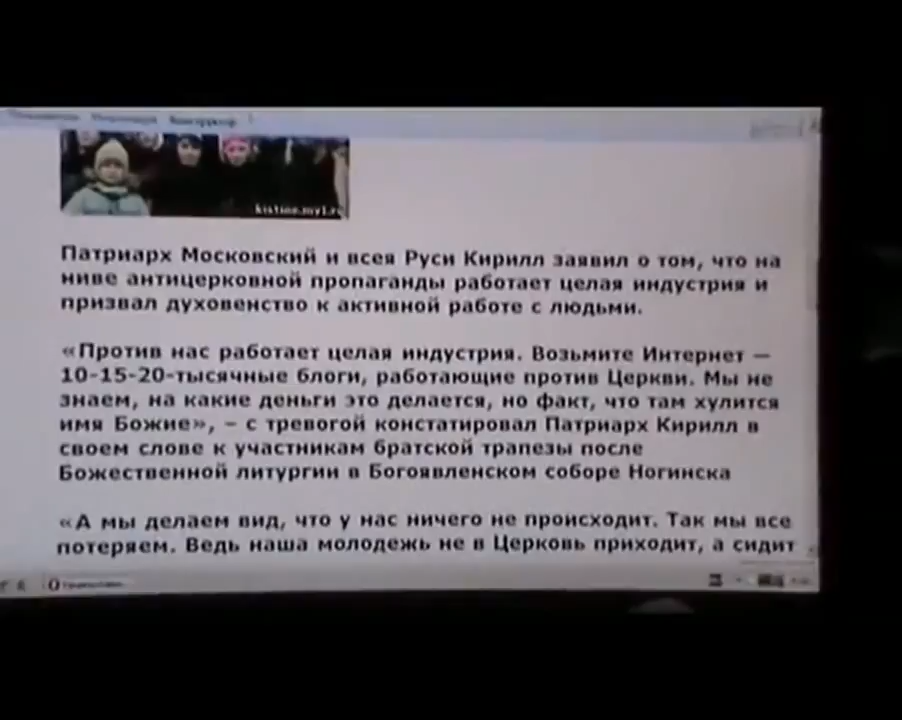 Патриарх Московский и всея Руси Кирилл заявил о том, что на
ниве антицерковной пропаганды работает целая индустрия и
призвал духовенство к активной работе с людьми.
«Против нас работает целая индустрия. Возьмите Интернет —
10-15-20-тысячные блоги, работающие против Церкви. Мы не
знаем, на какие деньги это делается, но факт, что там хулится
имя Божие», – с тревогой констатировал Патриарх Кирилл в
своем слове к участникам братской трапезы после
Божественной литургии в Богоявленском соборе Ногинска
«А мы делаем вид, что у нас ничего не происходит. Так мы все
потеряем. Ведь наша молодежь не в Церковь приходит, а сидит